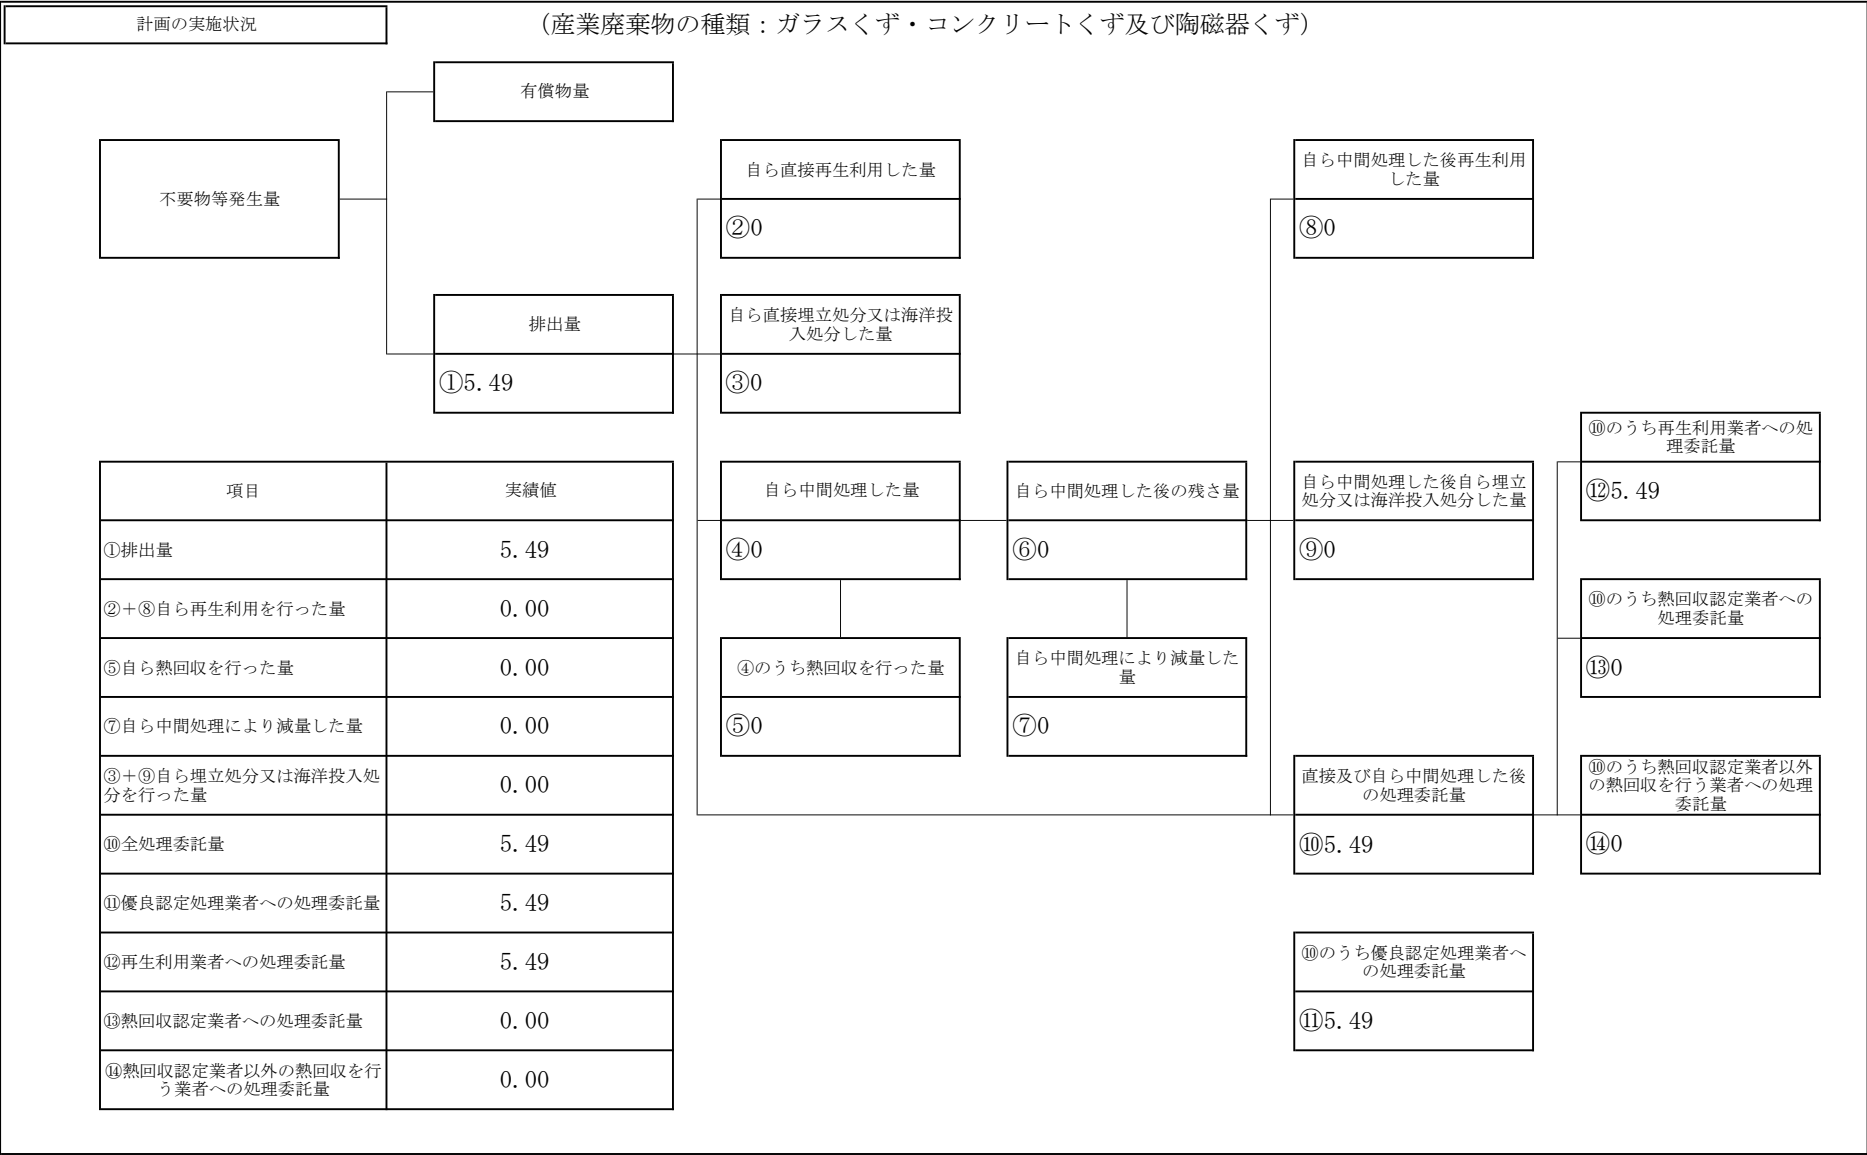 計画の実施状況
（産業廃棄物の種類：ガラスくず・コンクリートくず及び陶磁器くず）
有償物量
不要物等発生量
自ら直接再生利用した量
②0
自ら中間処理した後再生利用
した量
⑧0
排出量
①5.49
自ら直接埋立処分又は海洋投
入処分した量
③0
⑩のうち再生利用業者への処
理委託量
⑫5.49
自ら中間処理した量
④0
自ら中間処理した後の残さ量
⑥0
自ら中間処理した後自ら埋立
処分又は海洋投入処分した量
⑨0
⑩のうち熱回収認定業者への
処理委託量
⑬0
④のうち熱回収を行った量
⑤0
自ら中間処理により減量した
量
⑦0
直接及び自ら中間処理した後
の処理委託量
⑩5.49
⑩のうち熱回収認定業者以外
の熱回収を行う業者への処理
委託量
⑭0
⑩のうち優良認定処理業者へ
の処理委託量
⑪5.49
項目 実績値
①排出量 5.49
②＋⑧自ら再生利用を行った量 0.00
⑤自ら熱回収を行った量 0.00
⑦自ら中間処理により減量した量 0.00
③＋⑨自ら埋立処分又は海洋投入処
分を行った量 0.00
⑩全処理委託量 5.49
⑪優良認定処理業者への処理委託量 5.49
⑫再生利用業者への処理委託量 5.49
⑬熱回収認定業者への処理委託量 0.00
⑭熱回収認定業者以外の熱回収を行
う業者への処理委託量 0.00